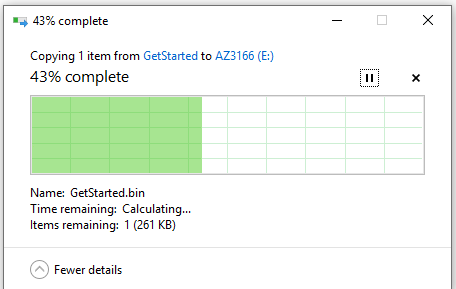 43% complete
Copying 1 item from GetStarted to AZ3166 (E:)
43% complete
Name: GetStarted.bin
Time remaining: Calculating...
Items remaining: 1 (261 KB)
Fewer details